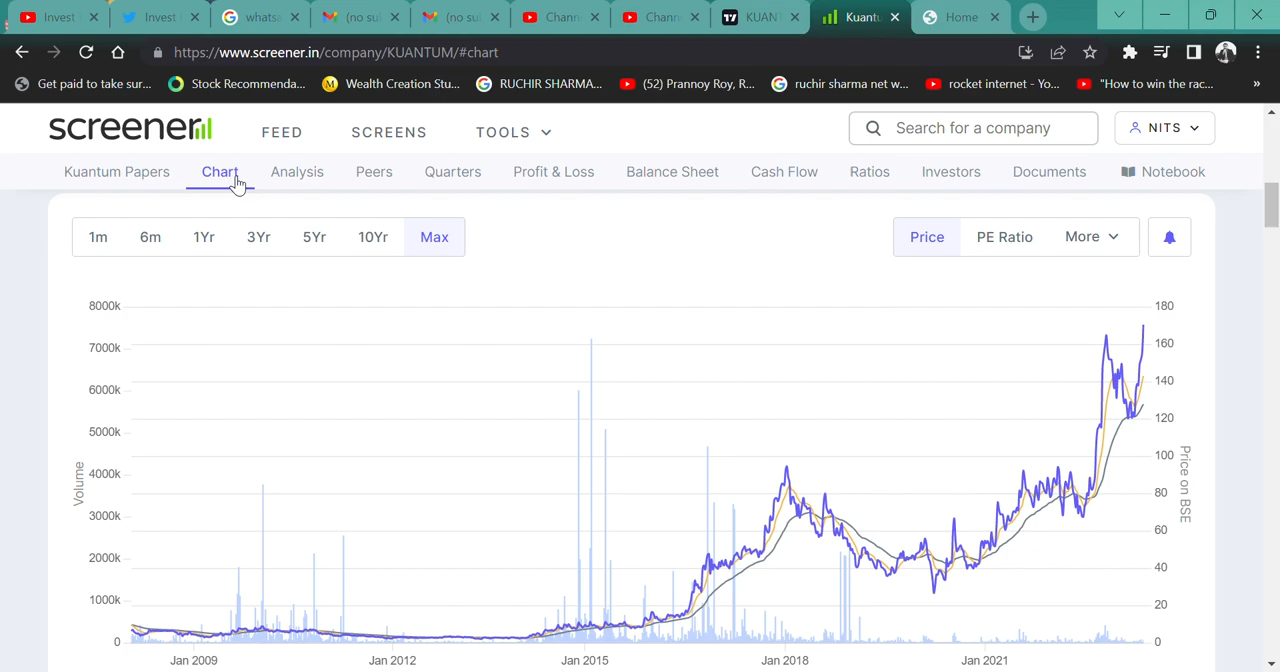 Invest
Invest
whatsa
(no su
(no su
Chann
Chann
KUANT
Kuantu
Home
https://www.screener.in/company/KUANTUM/#chart
Get paid to take sur...
Stock Recommenda...
Wealth Creation Stu...
RUCHIR SHARMA...
(52) Prannoy Roy, R...
ruchir sharma net w...
rocket internet - Yo...
"How to win the rac...
»
screener
FEED
SCREENS
TOOLS
Search for a company
NITS
Kuantum Papers
Chart
Analysis
Peers
Quarters
Profit & Loss
Balance Sheet
Cash Flow
Ratios
Investors
Documents
Notebook
1m
6m
1Yr
3Yr
5Yr
10Yr
Max
Price
PE Ratio
More
8000k
7000k
6000k
5000k
4000k
3000k
2000k
1000k
0
Volume
180
160
140
120
100
80
60
40
20
0
Price on BSE
Jan 2009
Jan 2012
Jan 2015
Jan 2018
Jan 2021